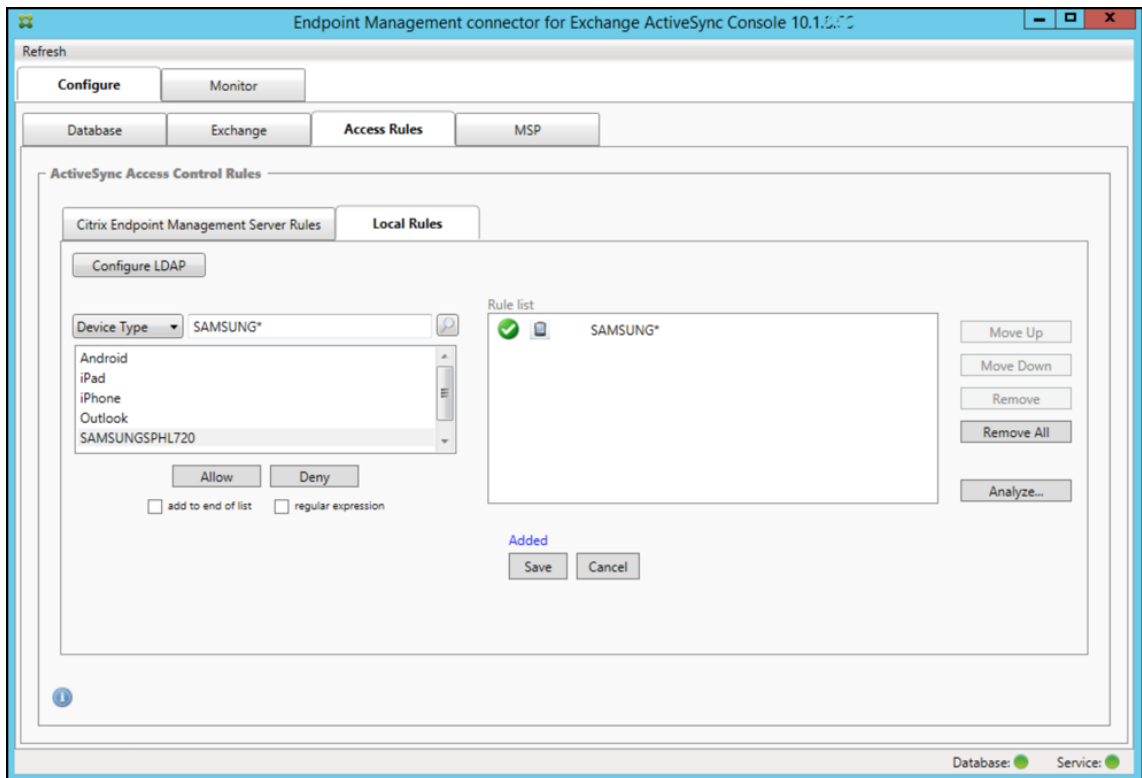 Endpoint Management connector for Exchange ActiveSync Console
Refresh
Configure Monitor
Database Exchange Access Rules MSP
ActiveSync Access Control Rules
Citrix Endpoint Management Server Rules Local Rules
Configure LDAP
Rule list
Device Type SAMSUNG* SAMSUNG* Move Up
Android
iPad
iPhone
Outlook
SAMSUNGSPHL720
Move Down
Remove
Remove All
Allow Deny
Analyze...
add to end of list regular expression
Added
Save Cancel
Database: Service: